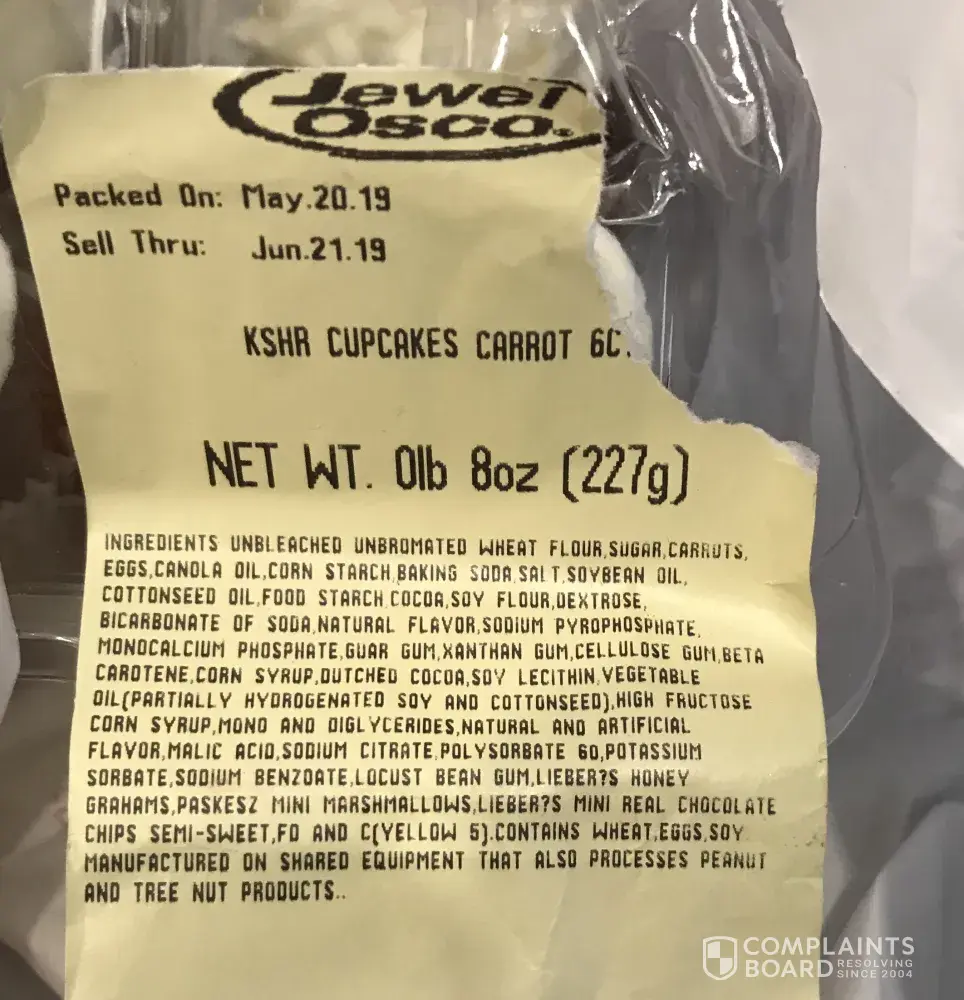 Jewel
Osco.
Packed On: May.20.19
Sell Thru: Jun.21.19
KSHR CUPCAKES CARROT 6C.
NET WT. 0lb 8oz (227g)
INGREDIENTS UNBLEACHED UNBROMATED WHEAT FLOUR,SUGAR,CARROTS,
EGGS,CANOLA OIL,CORN STARCH,BAKING SODA,SALT,SOYBEAN OIL,
COTTONSEED OIL,FOOD STARCH,COCOA,SOY FLOUR,DEXTROSE,
BICARBONATE OF SODA,NATURAL FLAVOR,SODIUM PYROPHOSPHATE,
MONOCALCIUM PHOSPHATE,GUAR GUM,XANTHAN GUM,CELLULOSE GUM,BETA
CAROTENE,CORN SYRUP,DUTCHED COCOA,SOY LECITHIN,VEGETABLE
OIL(PARTIALLY HYDROGENATED SOY AND COTTONSEED),HIGH FRUCTOSE
CORN SYRUP,MONO AND DIGLYCERIDES,NATURAL AND ARTIFICIAL
FLAVOR,MALIC ACID,SODIUM CITRATE,POLYSORBATE 60,POTASSIUM
SORBATE,SODIUM BENZOATE,LOCUST BEAN GUM,LIEBER?S HONEY
GRAHAMS,PASKESZ MINI MARSHMALLOWS,LIEBER?S MINI REAL CHOCOLATE
CHIPS SEMI-SWEET,FD AND C(YELLOW 5).CONTAINS WHEAT,EGGS,SOY
MANUFACTURED ON SHARED EQUIPMENT THAT ALSO PROCESSES PEANUT
AND TREE NUT PRODUCTS..
COMPLAINTS
BOARD RESOLVING SINCE 2004